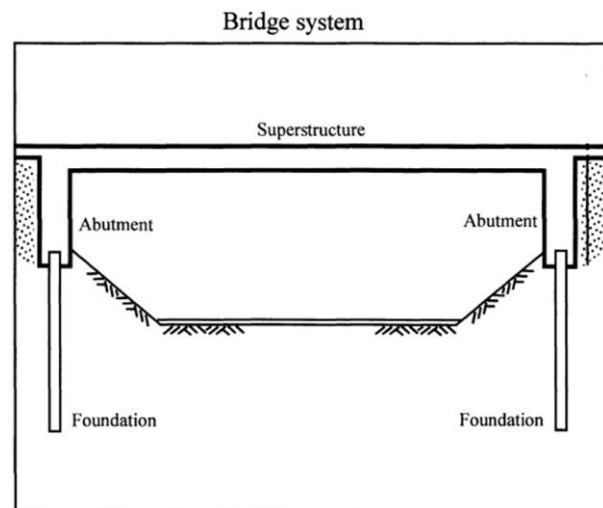 Bridge system
Superstructure
Abutment
Abutment
Foundation
Foundation